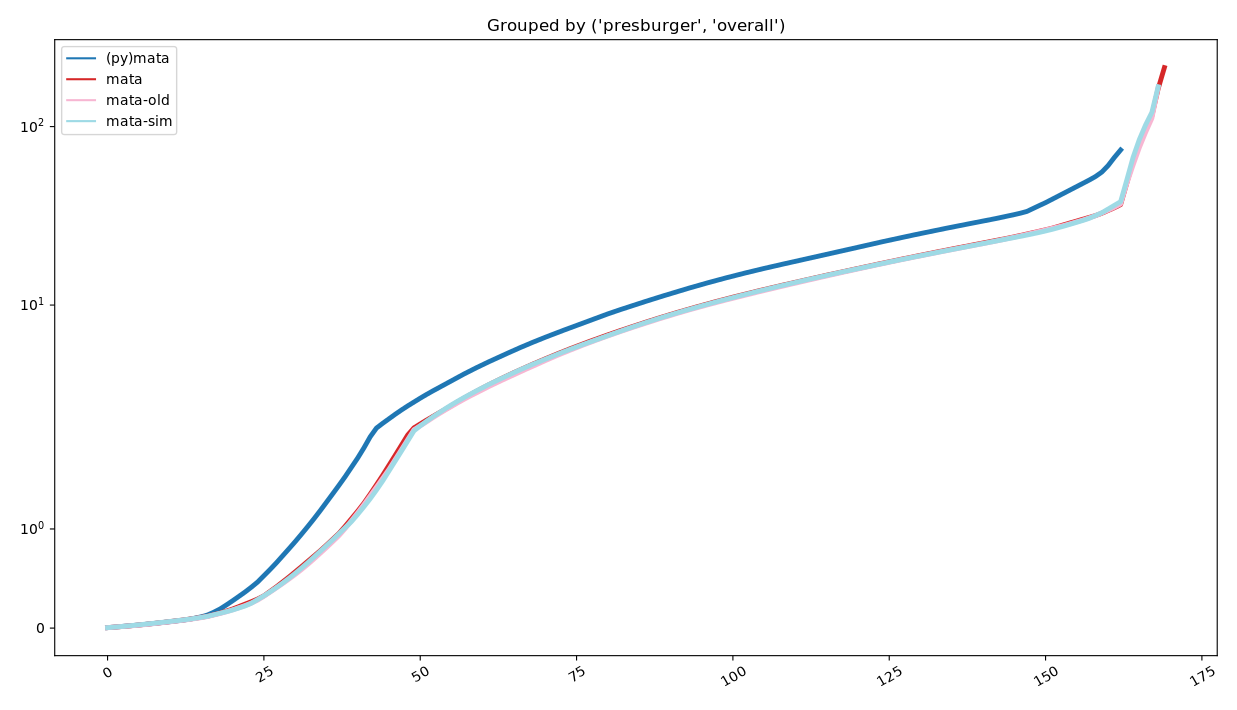 Grouped by ('presburger', 'overall')
(py)mata
mata
mata-old
mata-sim
10²
10¹
10⁰
0
0 25 50 75 100 125 150 175